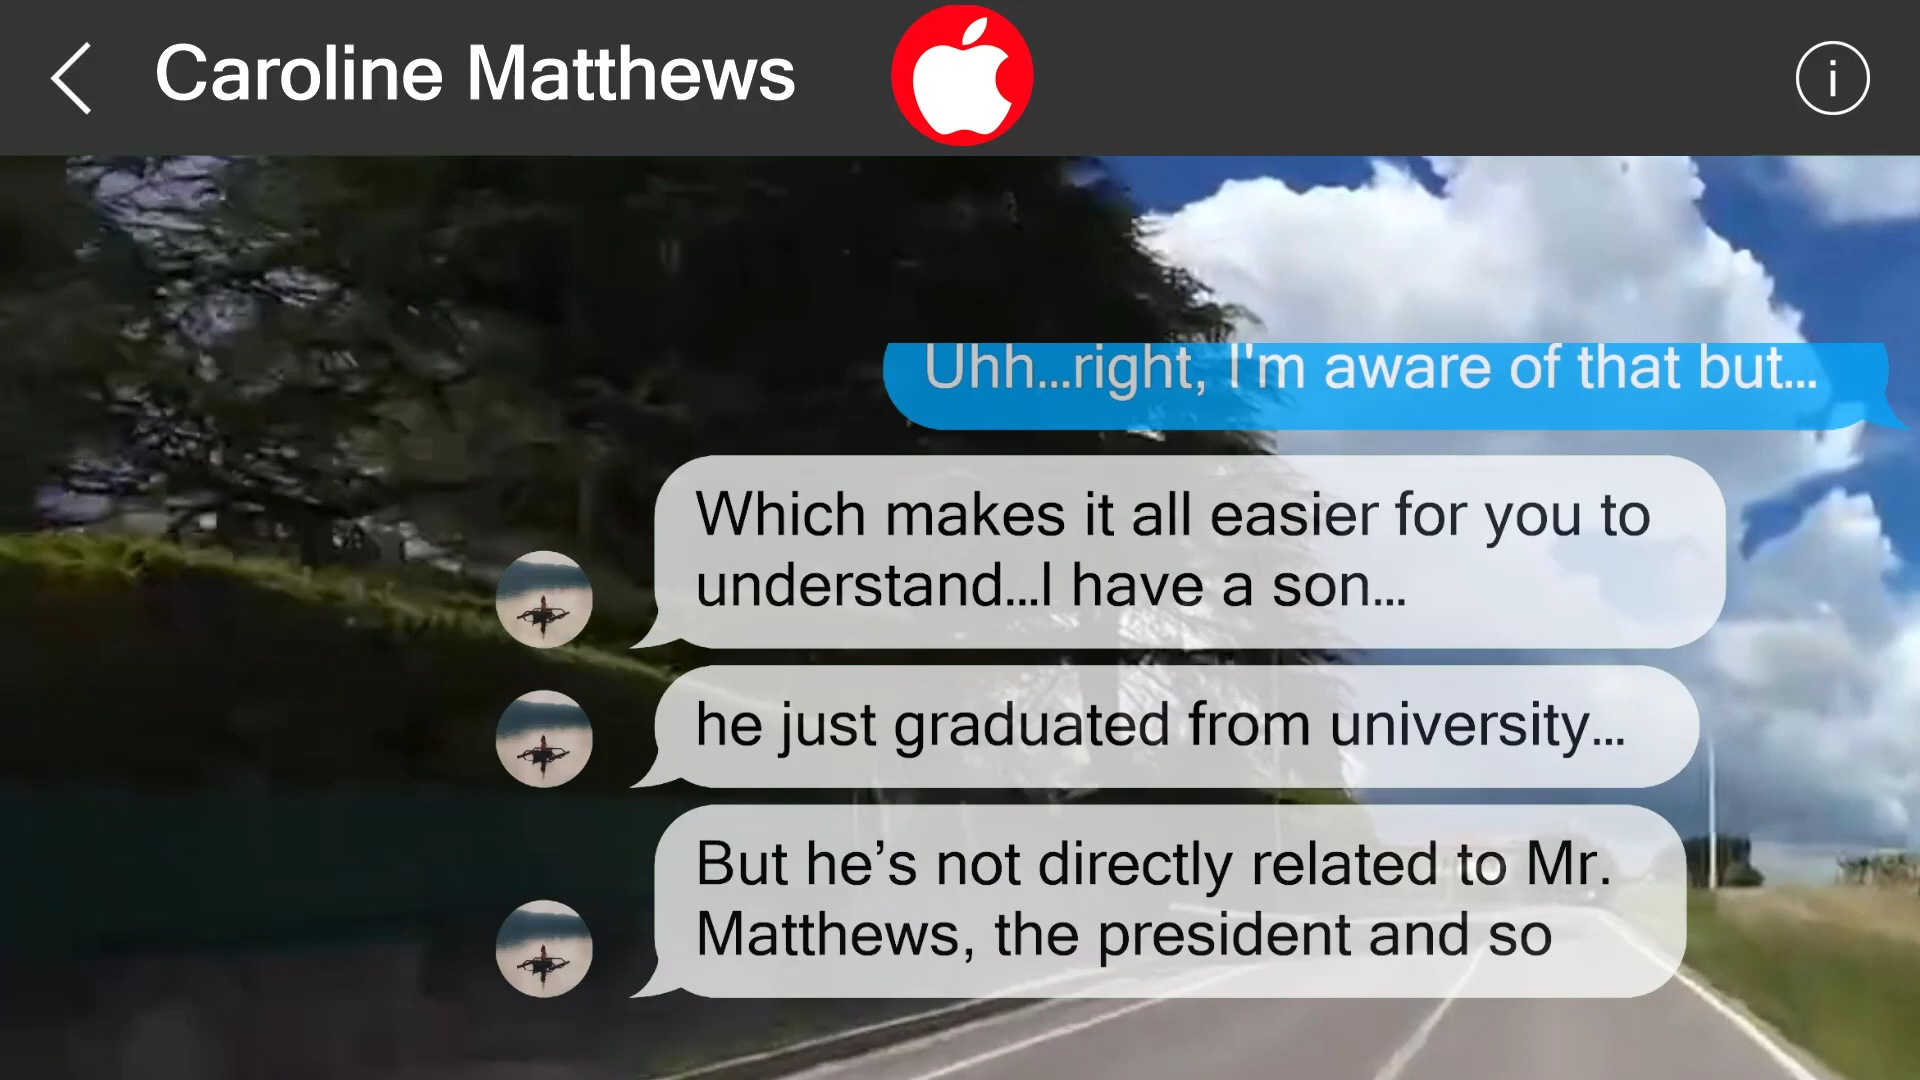 Caroline Matthews
Uhh...right, I'm aware of that but...
Which makes it all easier for you to
understand...I have a son...
he just graduated from university...
But he’s not directly related to Mr.
Matthews, the president and so